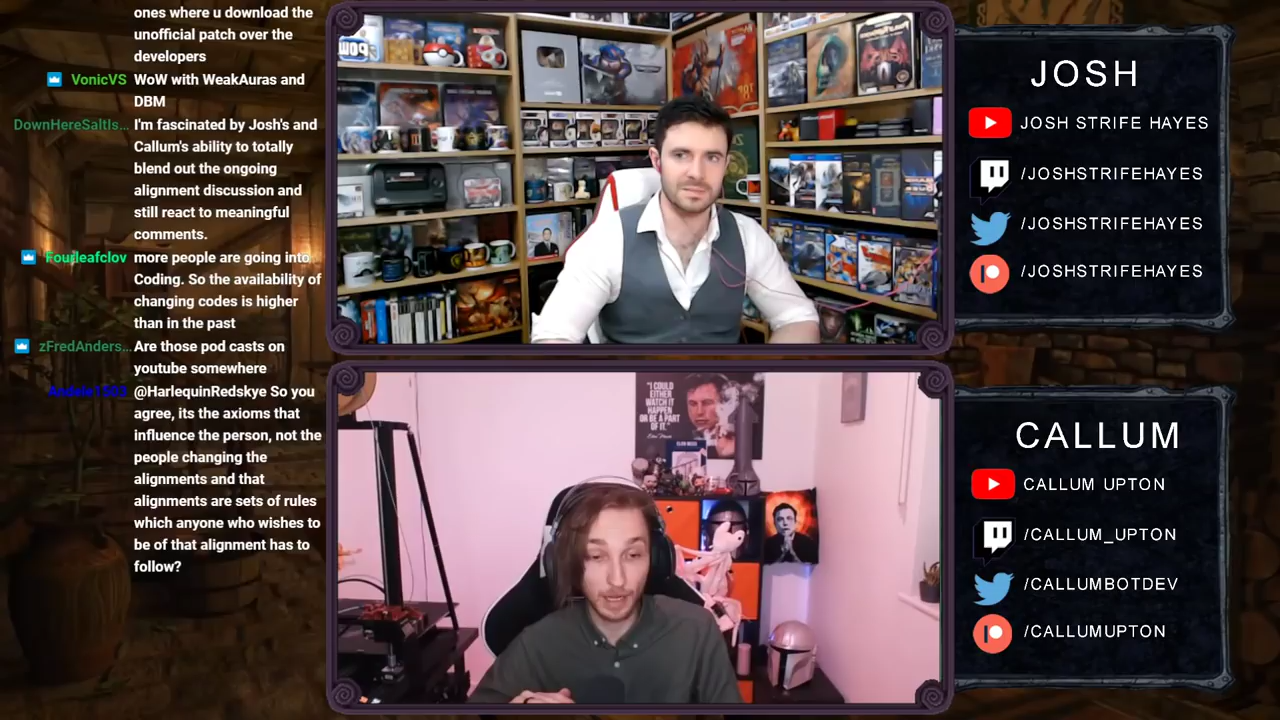 ones where u download the
unofficial patch over the
developers
VonicVS WoW with WeakAuras and
DBM
DownHereSaltIs... I'm fascinated by Josh's and
Callum's ability to totally
blend out the ongoing
alignment discussion and
still react to meaningful
comments.
Fourleafclov more people are going into
Coding. So the availability of
changing codes is higher
than in the past
zFredAnders... Are those pod casts on
youtube somewhere
Andele1503 @HarlequinRedskye So you
agree, its the axioms that
influence the person, not the
people changing the
alignments and that
alignments are sets of rules
which anyone who wishes to
be of that alignment has to
follow?
JOSH
JOSH STRIFE HAYES
/JOSHSTRIFEHAYES
/JOSHSTRIFEHAYES
/JOSHSTRIFEHAYES
"I COULD
EITHER
WATCH IT
HAPPEN
OR BE A PART
OF IT."
CALLUM
CALLUM UPTON
/CALLUM_UPTON
/CALLUMBOTDEV
/CALLUMUPTON